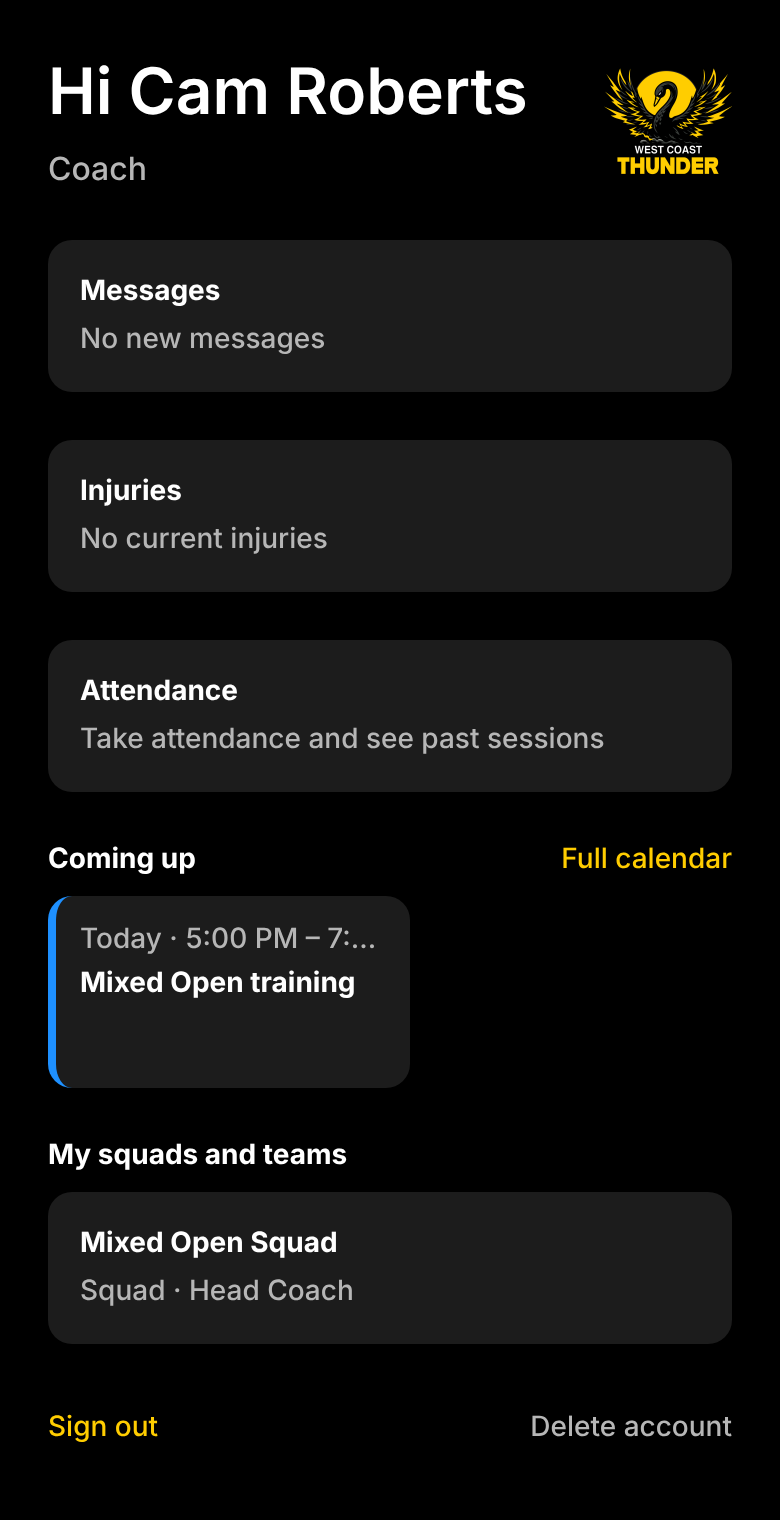 Hi Cam Roberts
Coach
WEST COAST
THUNDER
Messages
No new messages
Injuries
No current injuries
Attendance
Take attendance and see past sessions
Coming up
Full calendar
Today · 5:00 PM – 7:...
Mixed Open training
My squads and teams
Mixed Open Squad
Squad · Head Coach
Sign out
Delete account